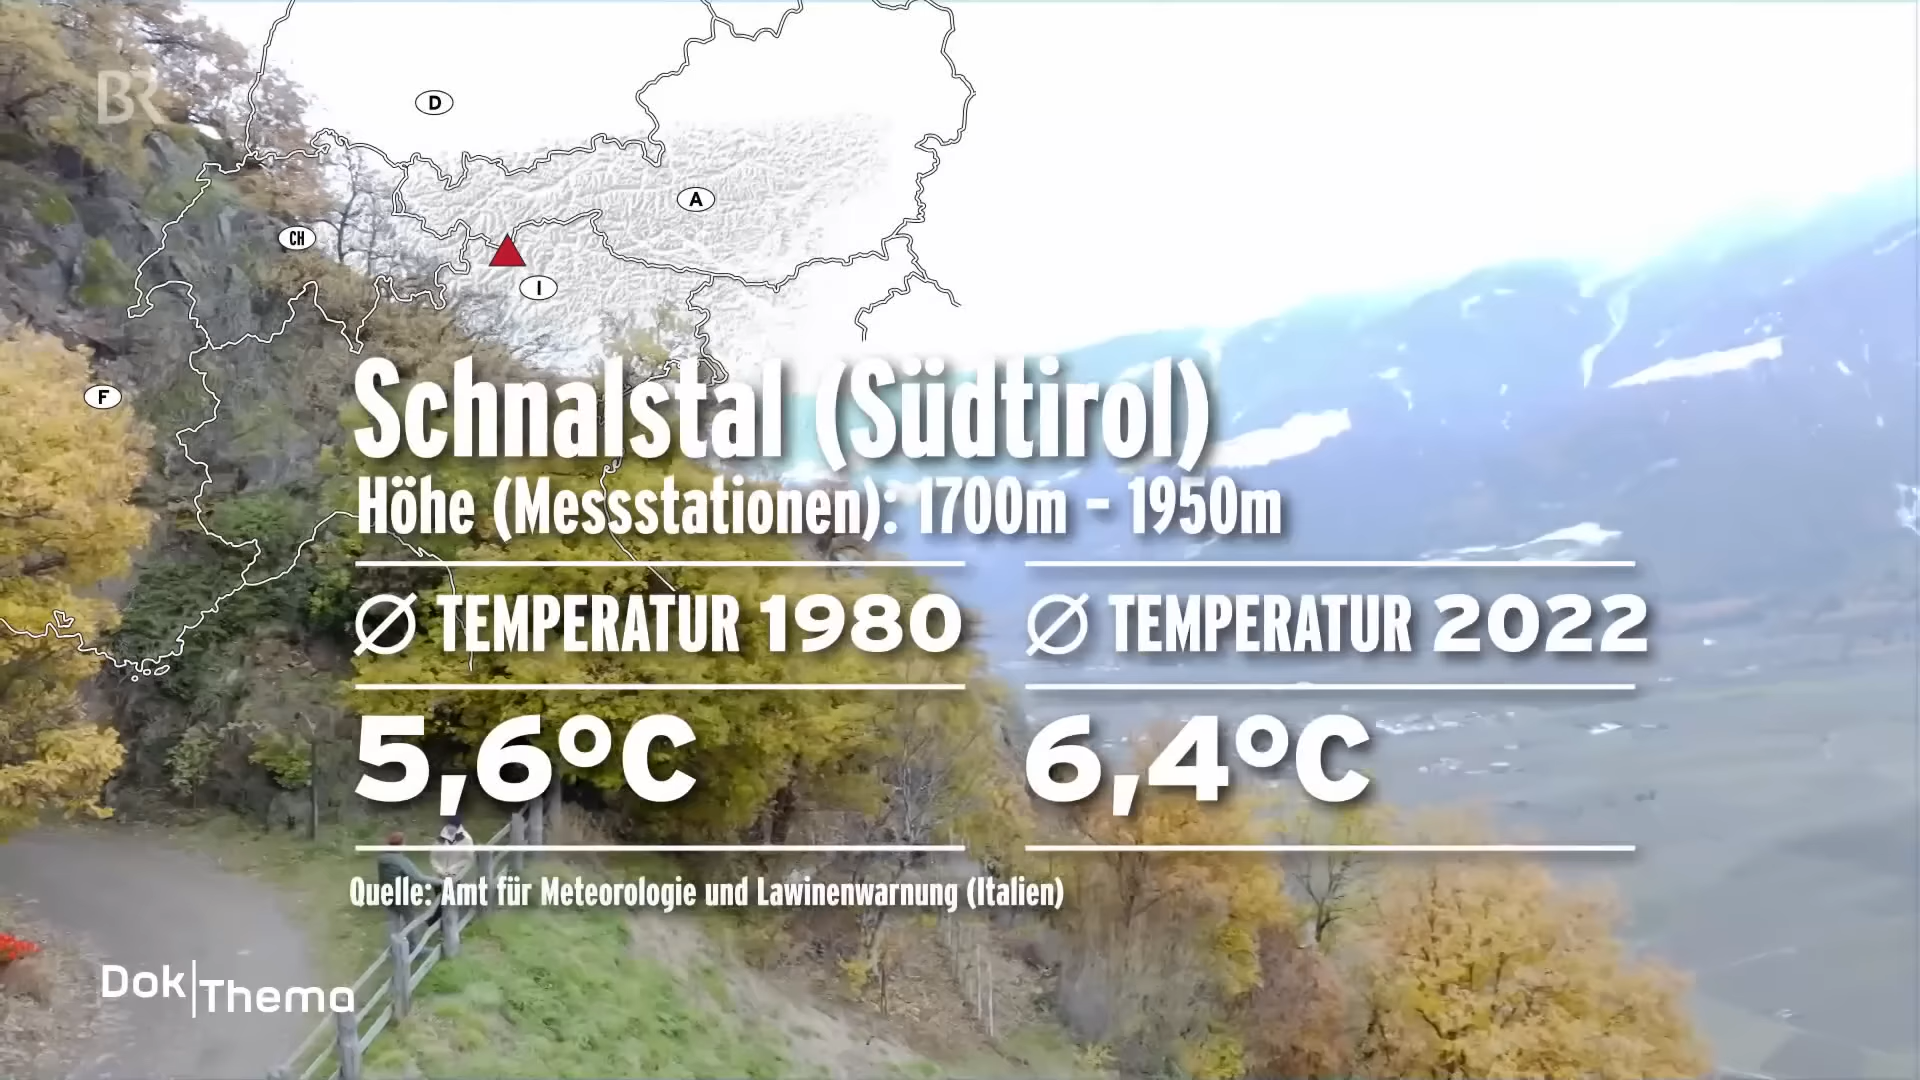 BR
D
A
CH
I
F
Schnalstal (Südtirol)
Höhe (Messstationen): 1700m - 1950m
Ø TEMPERATUR 1980
Ø TEMPERATUR 2022
5,6°C
6,4°C
Quelle: Amt für Meteorologie und Lawinenwarnung (Italien)
Dok|Thema